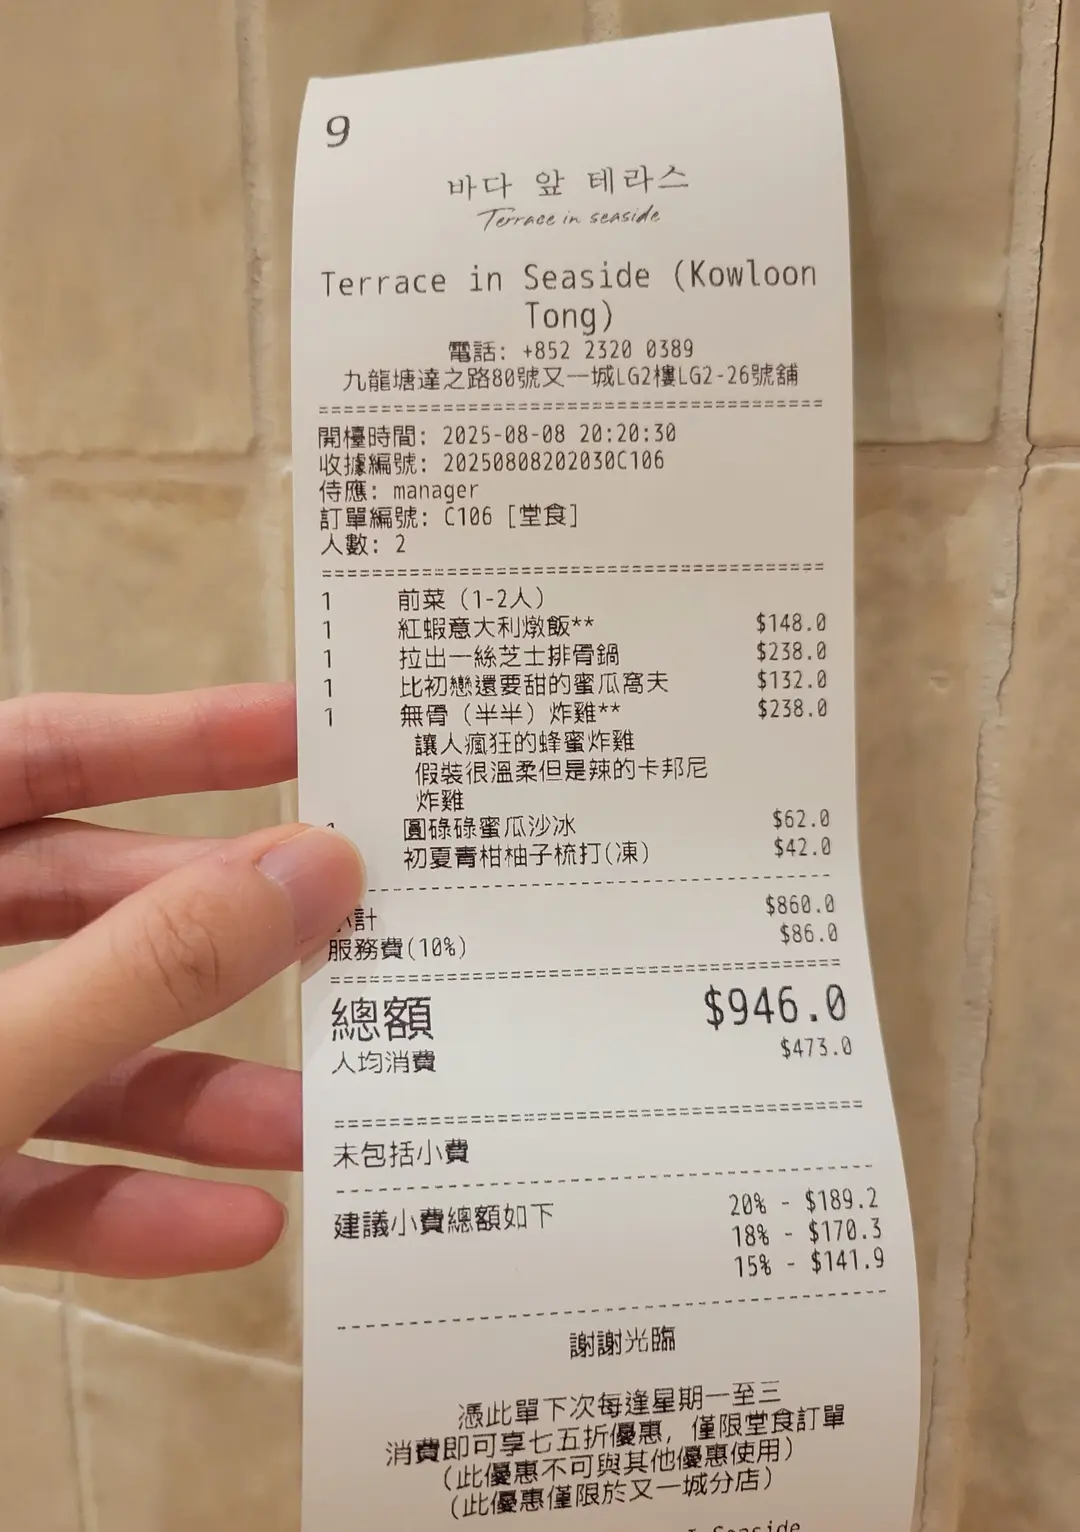 9
바다 앞 테라스
Terrace in seaside
Terrace in Seaside (Kowloon
Tong)
電話: +852 2320 0389
九龍塘達之路80號又一城LG2樓LG2-26號舖
開檯時間: 2025-08-08 20:20:30
收據編號: 20250808202030C106
侍應: manager
訂單編號: C106 [堂食]
人數: 2
1 前菜 (1-2人)
1 紅蝦意大利燉飯** $148.0
1 拉出一絲芝士排骨鍋 $238.0
1 比初戀還要甜的蜜瓜窩夫 $132.0
1 無骨 (半半) 炸雞** $238.0
讓人瘋狂的蜂蜜炸雞
假裝很溫柔但是辣的卡邦尼
炸雞
圓碌碌蜜瓜沙冰 $62.0
初夏青柑柚子梳打(凍) $42.0
計 $860.0
服務費(10%) $86.0
總額 $946.0
人均消費 $473.0
未包括小費
建議小費總額如下 20% - $189.2
18% - $170.3
15% - $141.9
謝謝光臨
憑此單下次每逢星期一至三
消費即可享七五折優惠, 僅限堂食訂單
(此優惠不可與其他優惠使用)
(此優惠僅限於又一城分店)
Seaside